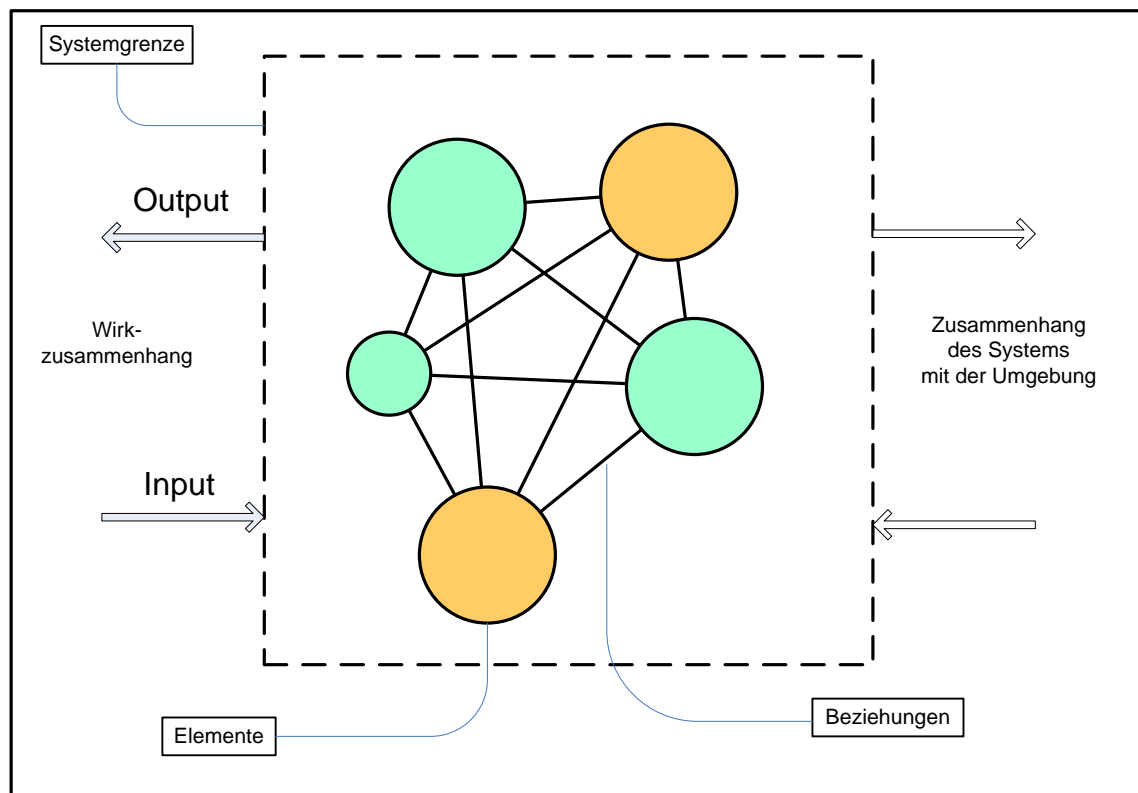 Systemgrenze
Output
Wirk-
zusammenhang
Input
Zusammenhang
des Systems
mit der Umgebung
Elemente
Beziehungen